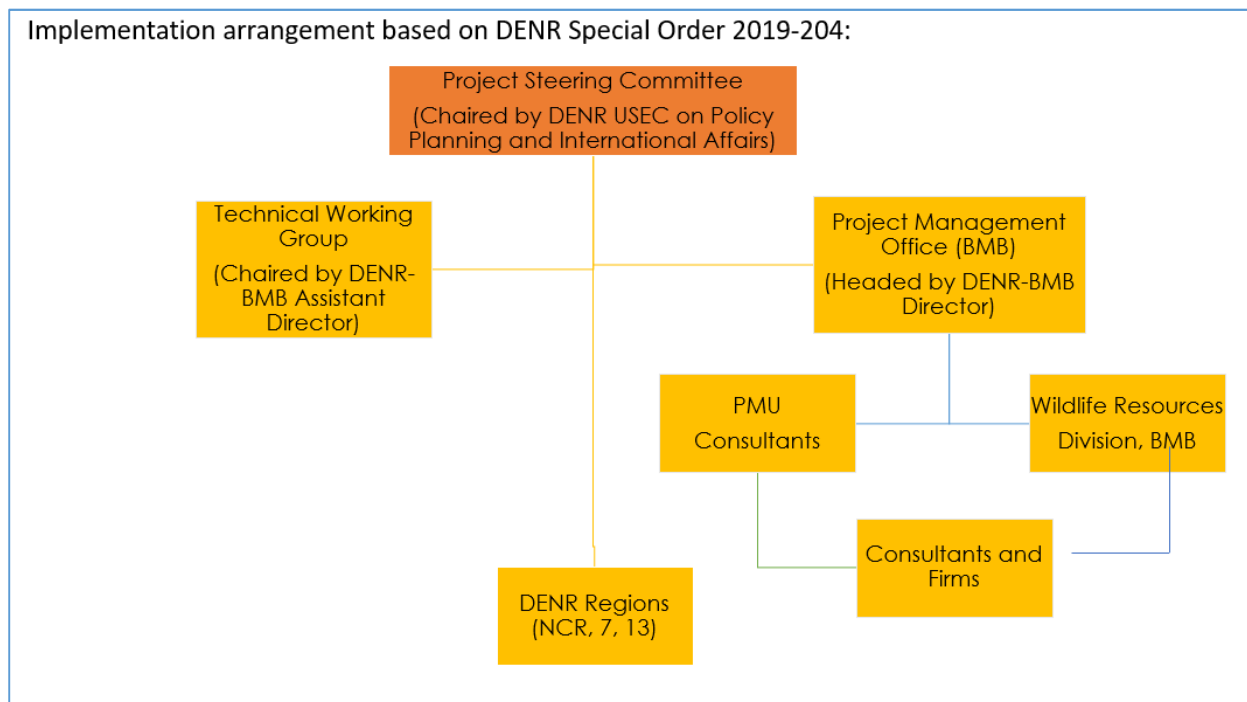 Implementation arrangement based on DENR Special Order 2019-204:
Project Steering Committee
(Chaired by DENR USEC on Policy
Planning and International Affairs)
Technical Working
Group
(Chaired by DENR-
BMB Assistant
Director)
Project Management
Office (BMB)
(Headed by DENR-BMB
Director)
PMU
Consultants
Wildlife Resources
Division, BMB
Consultants and
Firms
DENR Regions
(NCR, 7, 13)